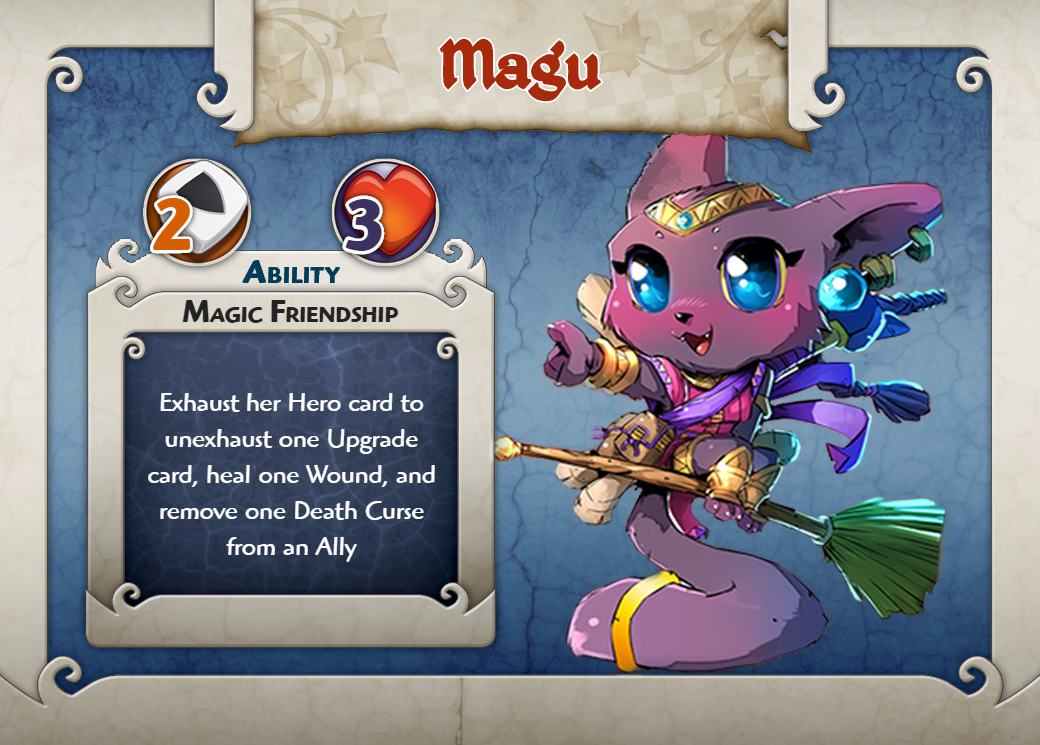 Magu
2
3
Ability
Magic Friendship
Exhaust her Hero card to
unexhaust one Upgrade
card, heal one Wound, and
remove one Death Curse
from an Ally